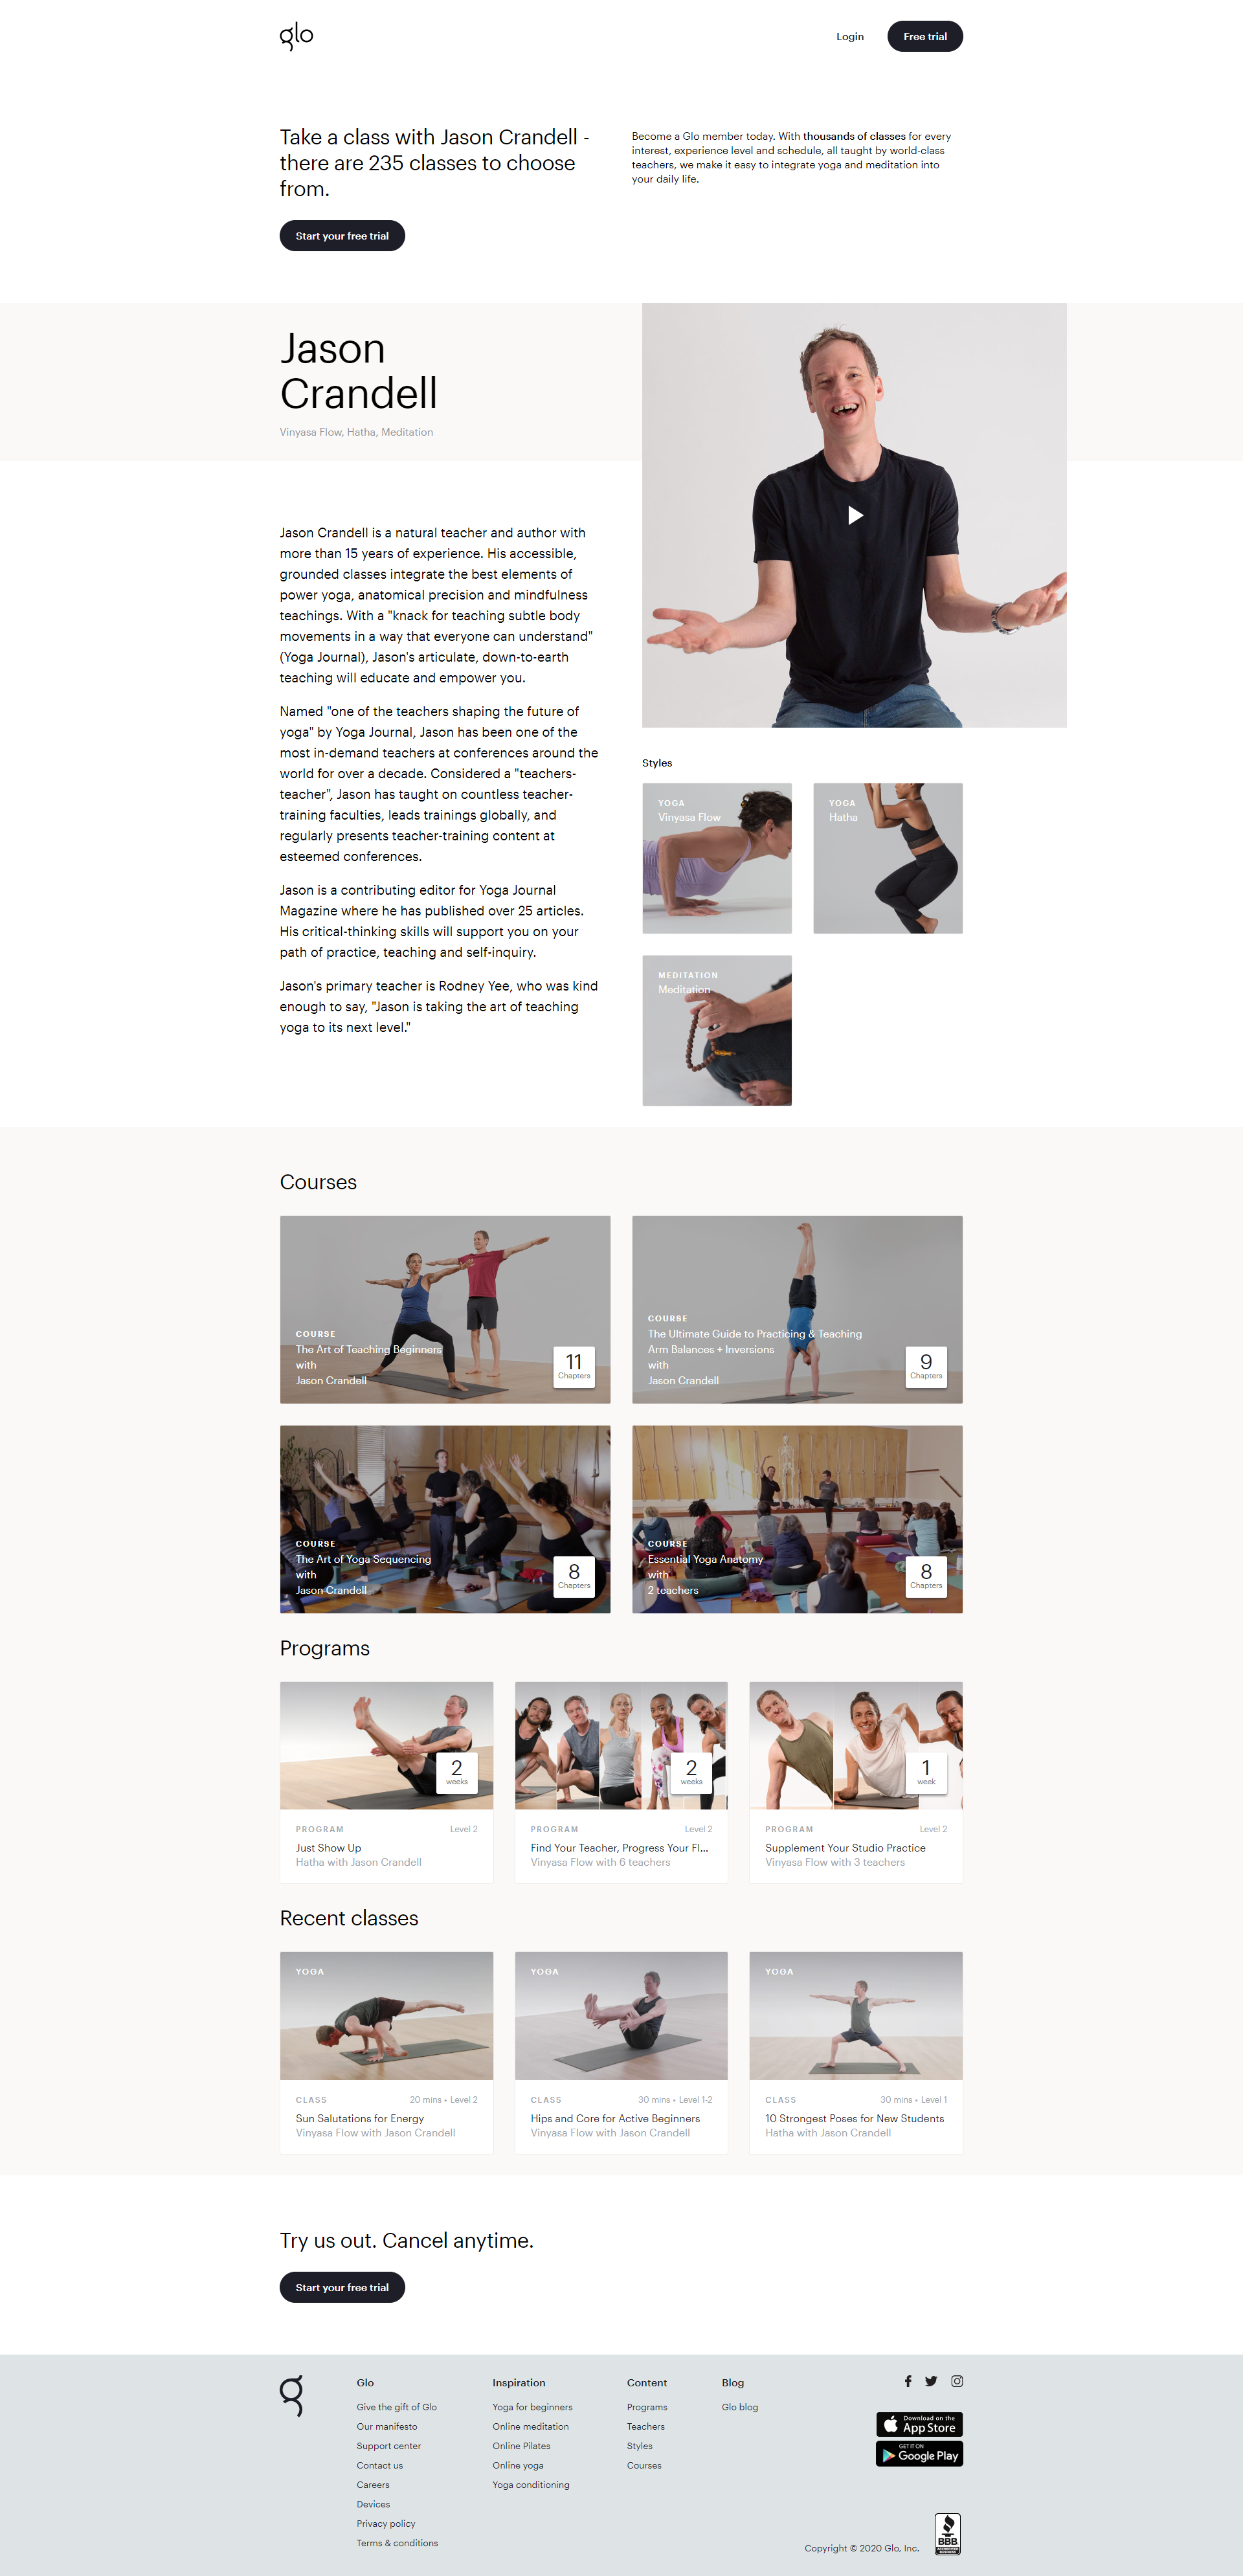 glo
Login
Free trial
Take a class with Jason Crandell -
there are 235 classes to choose
from.
Start your free trial
Become a Glo member today. With thousands of classes for every
interest, experience level and schedule, all taught by world-class
teachers, we make it easy to integrate yoga and meditation into
your daily life.
Jason
Crandell
Vinyasa Flow, Hatha, Meditation
Jason Crandell is a natural teacher and author with
more than 15 years of experience. His accessible,
grounded classes integrate the best elements of
power yoga, anatomical precision and mindfulness
teachings. With a "knack for teaching subtle body
movements in a way that everyone can understand"
(Yoga Journal), Jason's articulate, down-to-earth
teaching will educate and empower you.
Named "one of the teachers shaping the future of
yoga" by Yoga Journal, Jason has been one of the
most in-demand teachers at conferences around the
world for over a decade. Considered a "teachers-
teacher", Jason has taught on countless teacher-
training faculties, leads trainings globally, and
regularly presents teacher-training content at
esteemed conferences.
Jason is a contributing editor for Yoga Journal
Magazine where he has published over 25 articles.
His critical-thinking skills will support you on your
path of practice, teaching and self-inquiry.
Jason's primary teacher is Rodney Yee, who was kind
enough to say, "Jason is taking the art of teaching
yoga to its next level."
Styles
YOGA
Vinyasa Flow
YOGA
Hatha
MEDITATION
Meditation
Courses
COURSE
The Art of Teaching Beginners
with
Jason Crandell
11
Chapters
COURSE
The Ultimate Guide to Practicing & Teaching
Arm Balances + Inversions
with
Jason Crandell
9
Chapters
COURSE
The Art of Yoga Sequencing
with
Jason Crandell
8
Chapters
COURSE
Essential Yoga Anatomy
with
2 teachers
8
Chapters
Programs
2
weeks
PROGRAM
Level 2
Just Show Up
Hatha with Jason Crandell
2
weeks
PROGRAM
Level 2
Find Your Teacher, Progress Your Fl...
Vinyasa Flow with 6 teachers
1
week
PROGRAM
Level 2
Supplement Your Studio Practice
Vinyasa Flow with 3 teachers
Recent classes
YOGA
CLASS
20 mins • Level 2
Sun Salutations for Energy
Vinyasa Flow with Jason Crandell
YOGA
CLASS
30 mins • Level 1-2
Hips and Core for Active Beginners
Vinyasa Flow with Jason Crandell
YOGA
CLASS
30 mins • Level 1
10 Strongest Poses for New Students
Hatha with Jason Crandell
Try us out. Cancel anytime.
Start your free trial
g
Glo
Give the gift of Glo
Our manifesto
Support center
Contact us
Careers
Devices
Privacy policy
Terms & conditions
Inspiration
Yoga for beginners
Online meditation
Online Pilates
Online yoga
Yoga conditioning
Content
Programs
Teachers
Styles
Courses
Blog
Glo blog
Download on the
App Store
GET IT ON
Google Play
Copyright © 2020 Glo, Inc.
BBB
ACCREDITED
BUSINESS